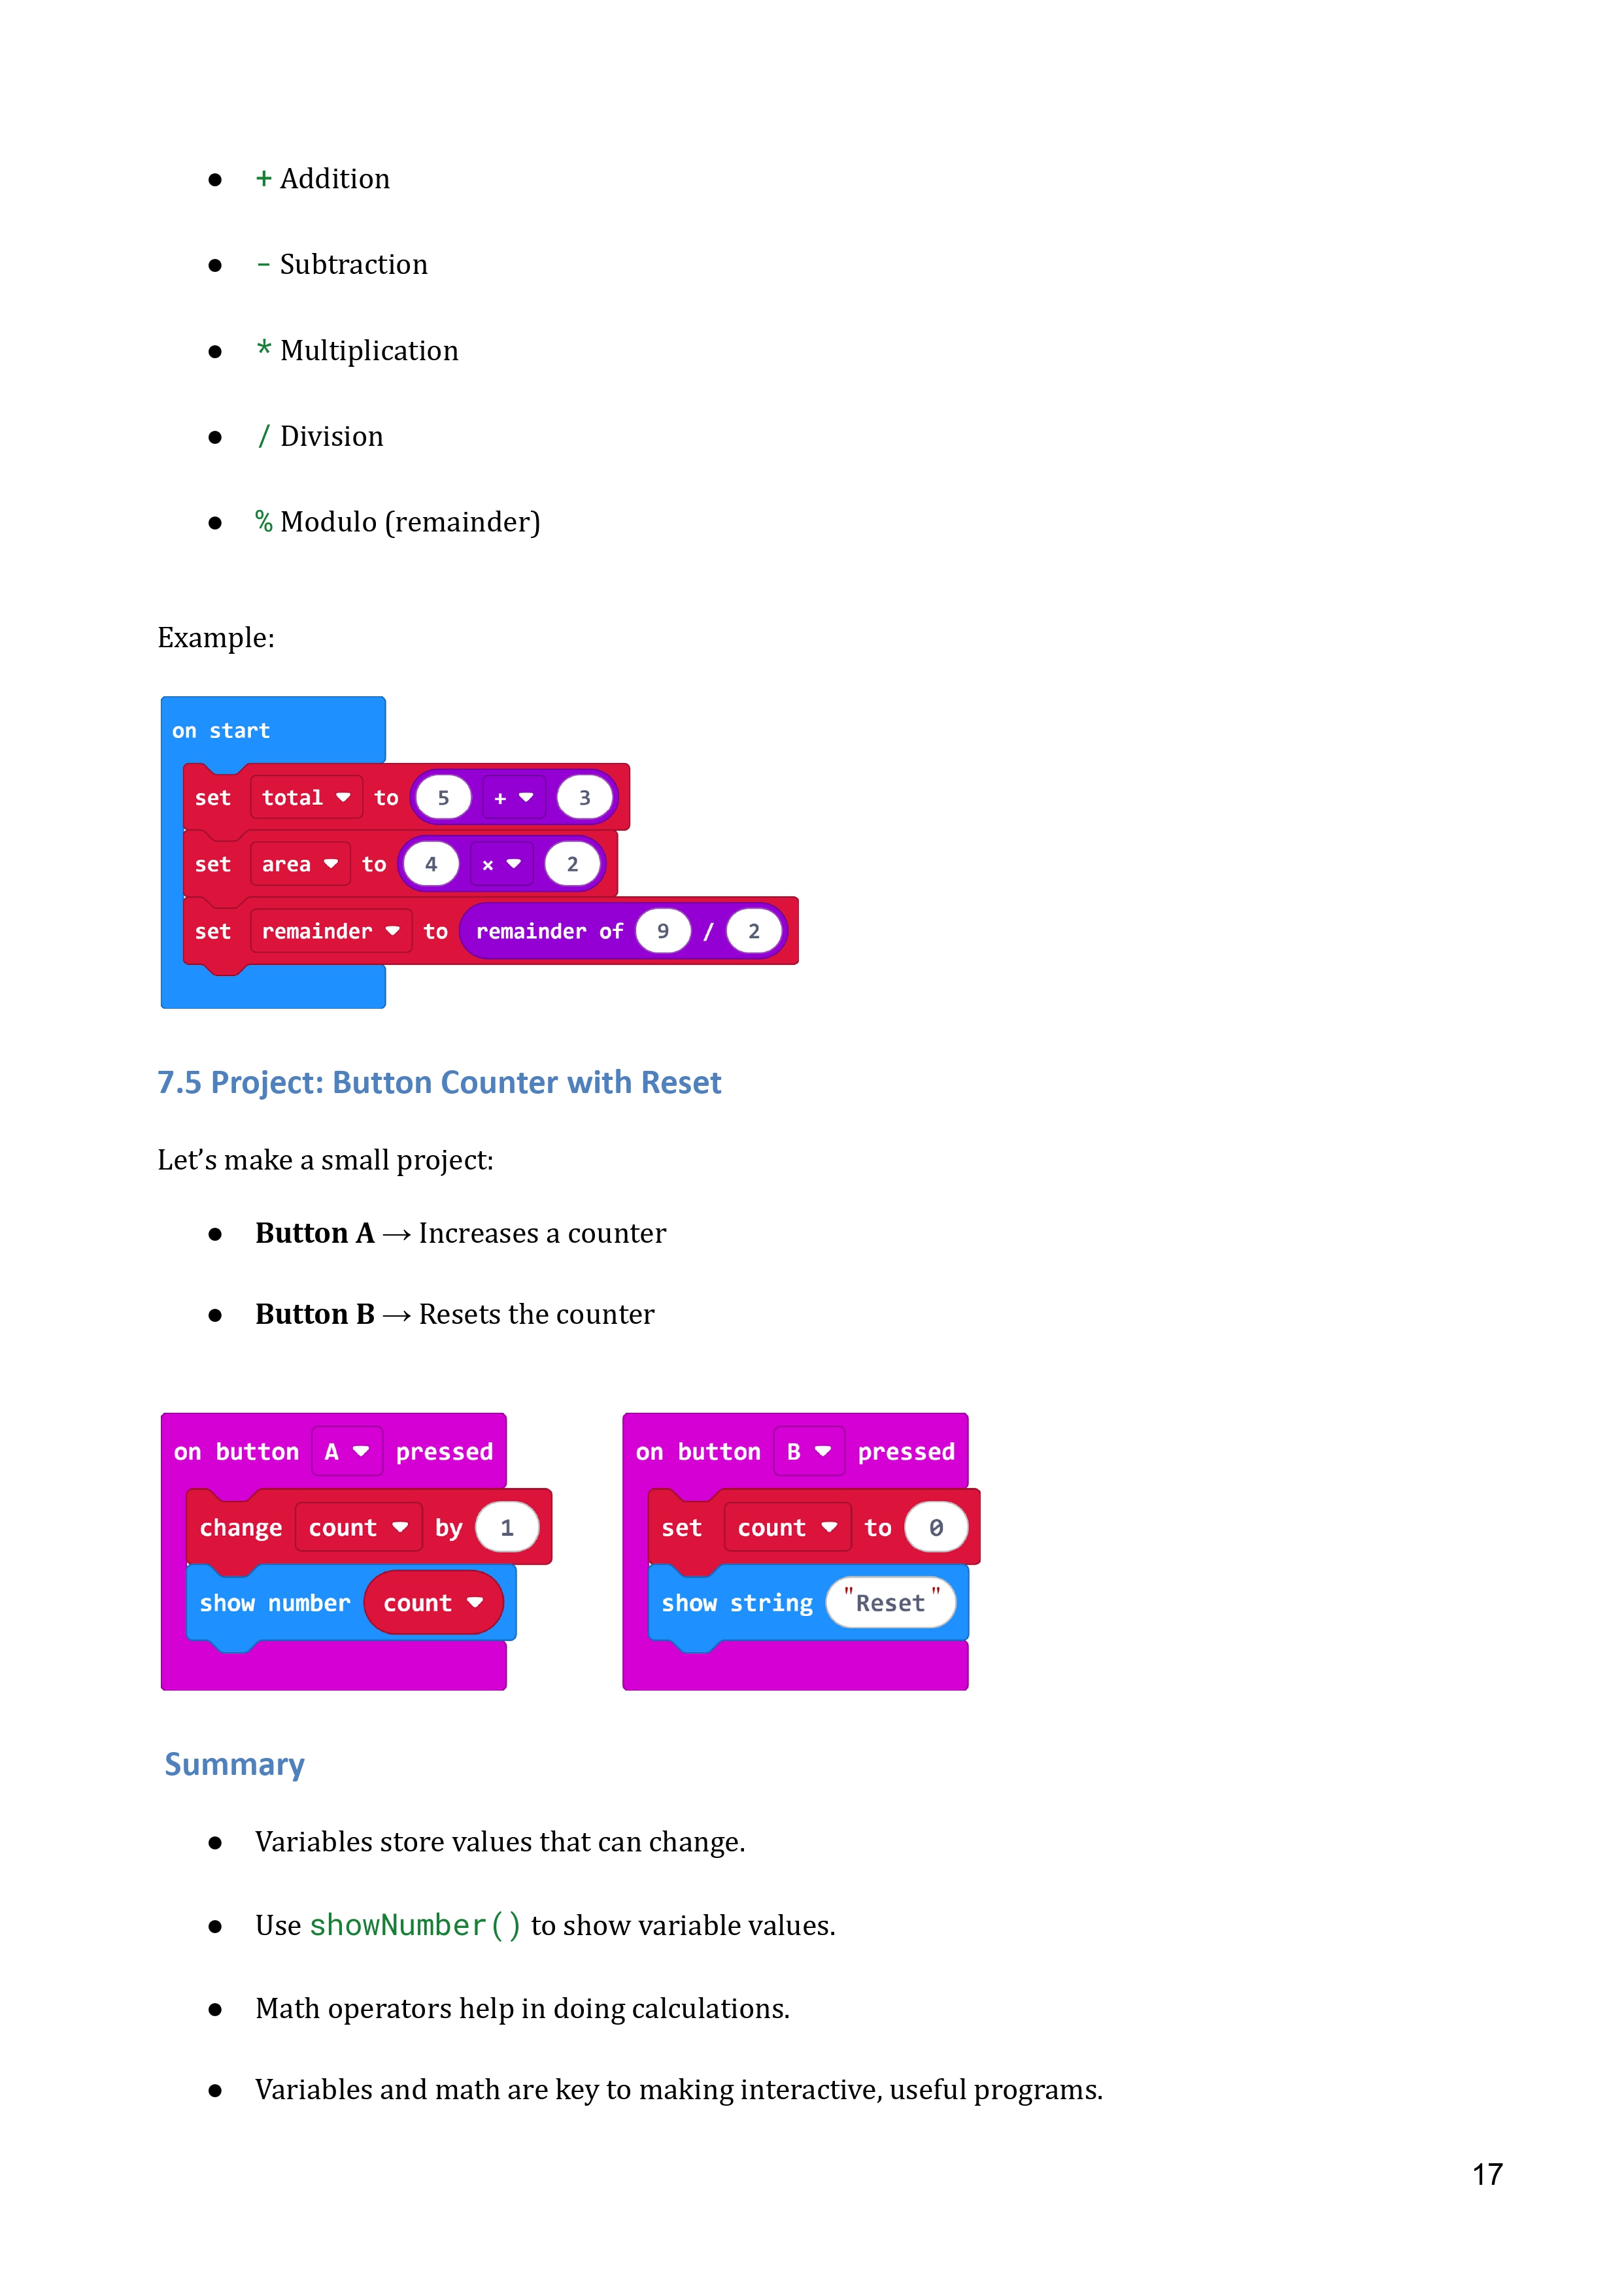 ● + Addition
● - Subtraction
● * Multiplication
● / Division
● % Modulo (remainder)
Example:
on start
set total to 5 + 3
set area to 4 × 2
set remainder to remainder of 9 / 2
7.5 Project: Button Counter with Reset
Let’s make a small project:
● Button A → Increases a counter
● Button B → Resets the counter
on button A pressed
change count by 1
show number count
on button B pressed
set count to 0
show string "Reset"
Summary
● Variables store values that can change.
● Use showNumber() to show variable values.
● Math operators help in doing calculations.
● Variables and math are key to making interactive, useful programs.
17